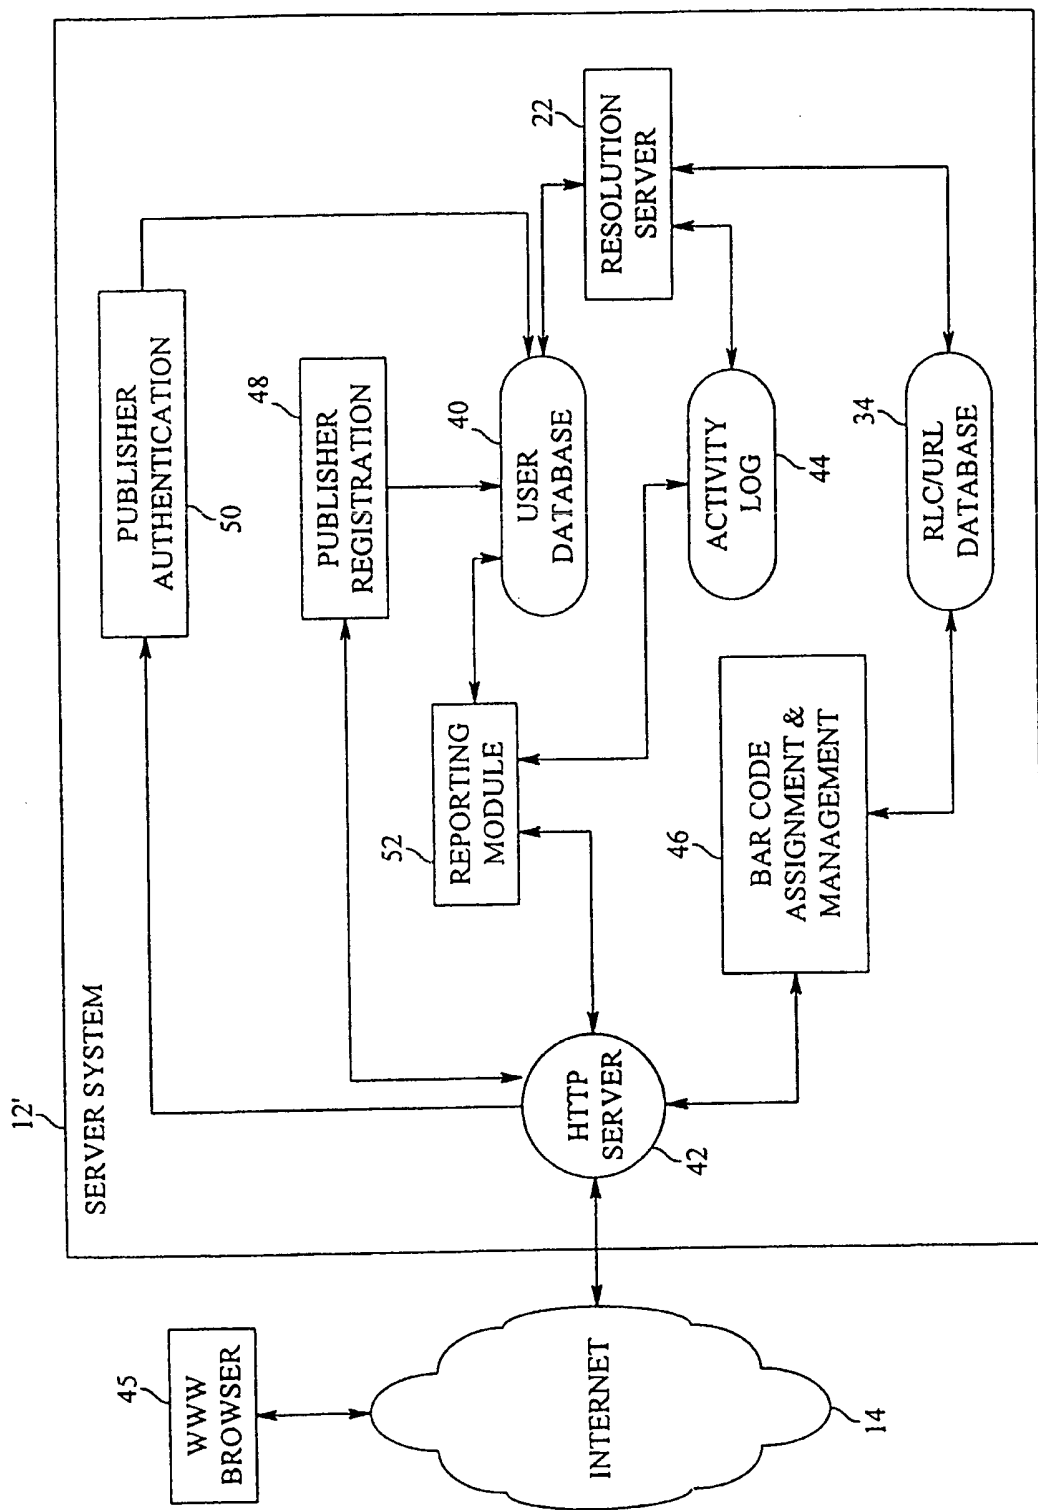 12'
SERVER SYSTEM
45
WWW
BROWSER
INTERNET
14
HTTP
SERVER
42
PUBLISHER
AUTHENTICATION
50
48
PUBLISHER
REGISTRATION
52
REPORTING
MODULE
40
USER
DATABASE
22
RESOLUTION
SERVER
ACTIVITY
LOG
44
46
BAR CODE
ASSIGNMENT &
MANAGEMENT
34
RLC/URL
DATABASE